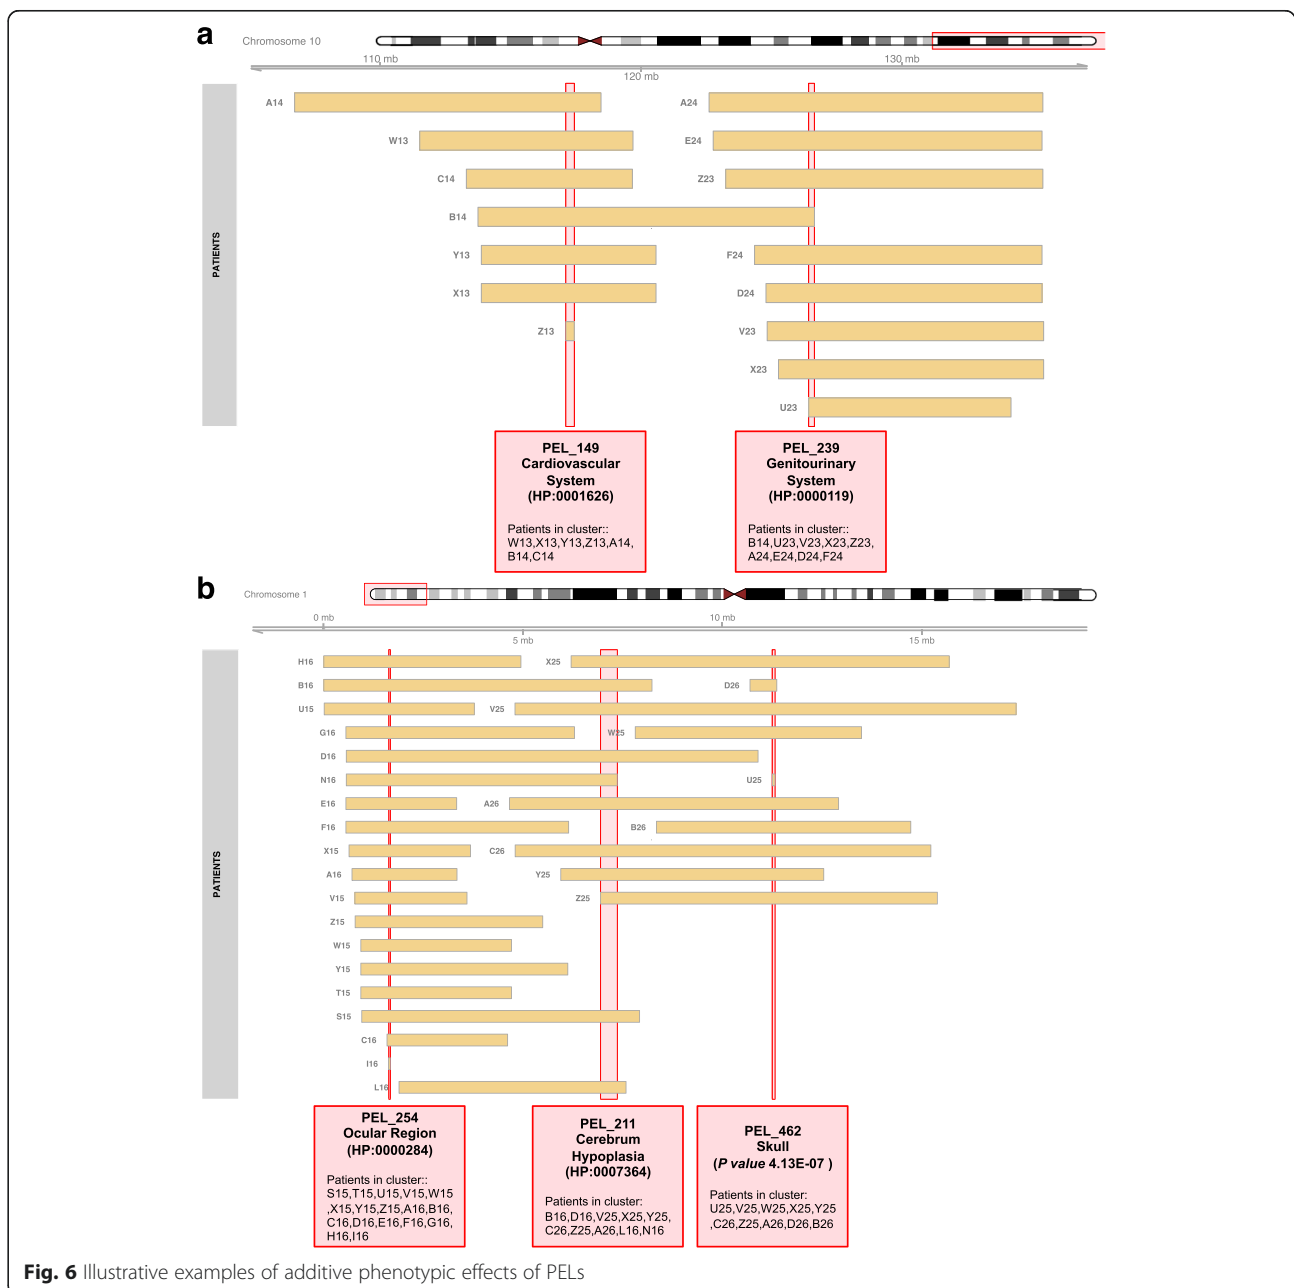 a
Chromosome 10
110 mb
130 mb
120 mb
PATIENTS
A14
A24
W13
E24
C14
Z23
B14
Y13
F24
X13
D24
Z13
V23
X23
U23
PEL_149
Cardiovascular
System
(HP:0001626)
Patients in cluster::
W13,X13,Y13,Z13,A14,
B14,C14
PEL_239
Genitourinary
System
(HP:0000119)
Patients in cluster::
B14,U23,V23,X23,Z23,
A24,E24,D24,F24
b
Chromosome 1
0 mb
10 mb
5 mb
15 mb
PATIENTS
H16
X25
B16
D26
U15
V25
G16
W25
D16
N16
U25
E16
A26
F16
B26
X15
C26
A16
Y25
V15
Z25
Z15
W15
Y15
T15
S15
C16
I16
L16
PEL_254
Ocular Region
(HP:0000284)
Patients in cluster::
S15,T15,U15,V15,W15
,X15,Y15,Z15,A16,B16,
C16,D16,E16,F16,G16,
H16,I16
PEL_211
Cerebrum
Hypoplasia
(HP:0007364)
Patients in cluster:
B16,D16,V25,X25,Y25,
C26,Z25,A26,L16,N16
PEL_462
Skull
(P value 4.13E-07 )
Patients in cluster:
U25,V25,W25,X25,Y25
,C26,Z25,A26,D26,B26
Fig. 6 Illustrative examples of additive phenotypic effects of PELs